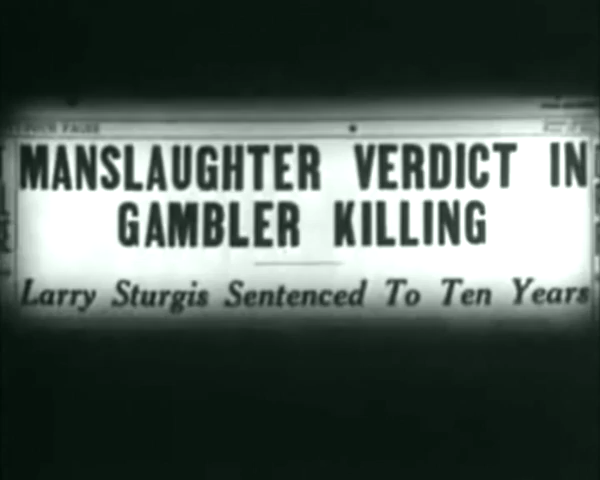 MANSLAUGHTER VERDICT IN
GAMBLER KILLING
Larry Sturgis Sentenced To Ten Years